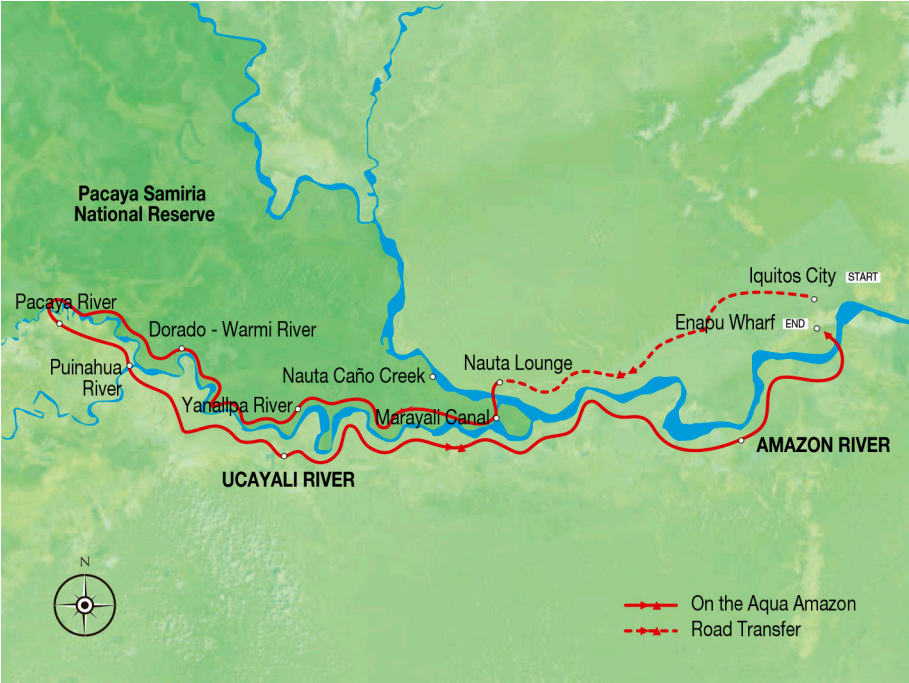 Pacaya Samiria
National Reserve
Iquitos City START
Pacaya River
Enapu Wharf END
Dorado - Warmi River
Nauta Lounge
Puinahua
River
Nauta Caño Creek
Yanallpa River
Marayali Canal
AMAZON RIVER
UCAYALI RIVER
N
On the Aqua Amazon
Road Transfer